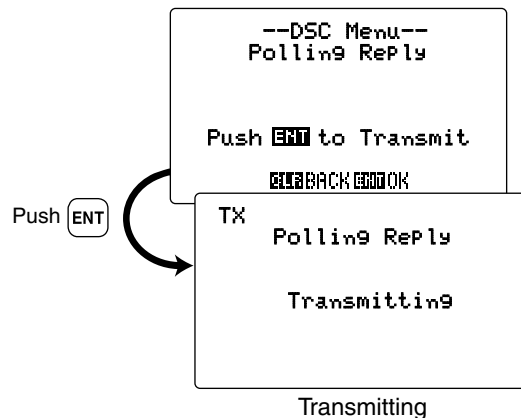 --DSC Menu--
Polling Reply
Push ENT to Transmit
CLR BACK ENT OK
Push ENT
TX
Polling Reply
Transmitting
Transmitting